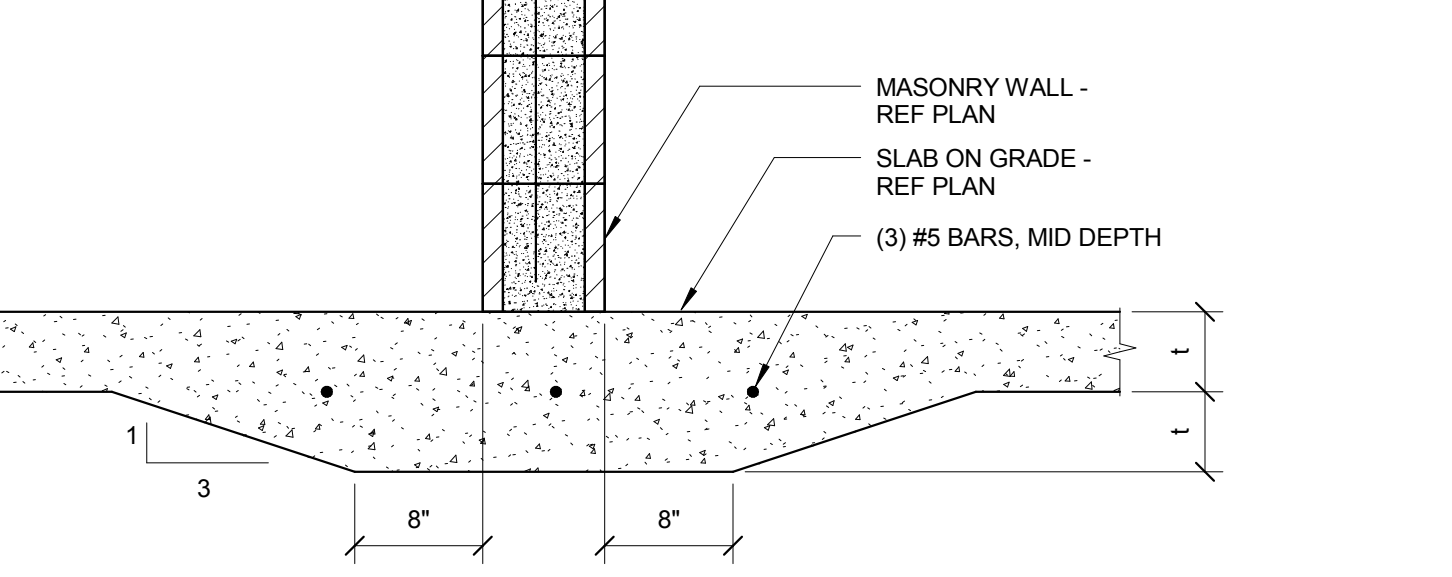 MASONRY WALL -
REF PLAN
SLAB ON GRADE -
REF PLAN
(3) #5 BARS, MID DEPTH
t
t
1
3
8"
8"